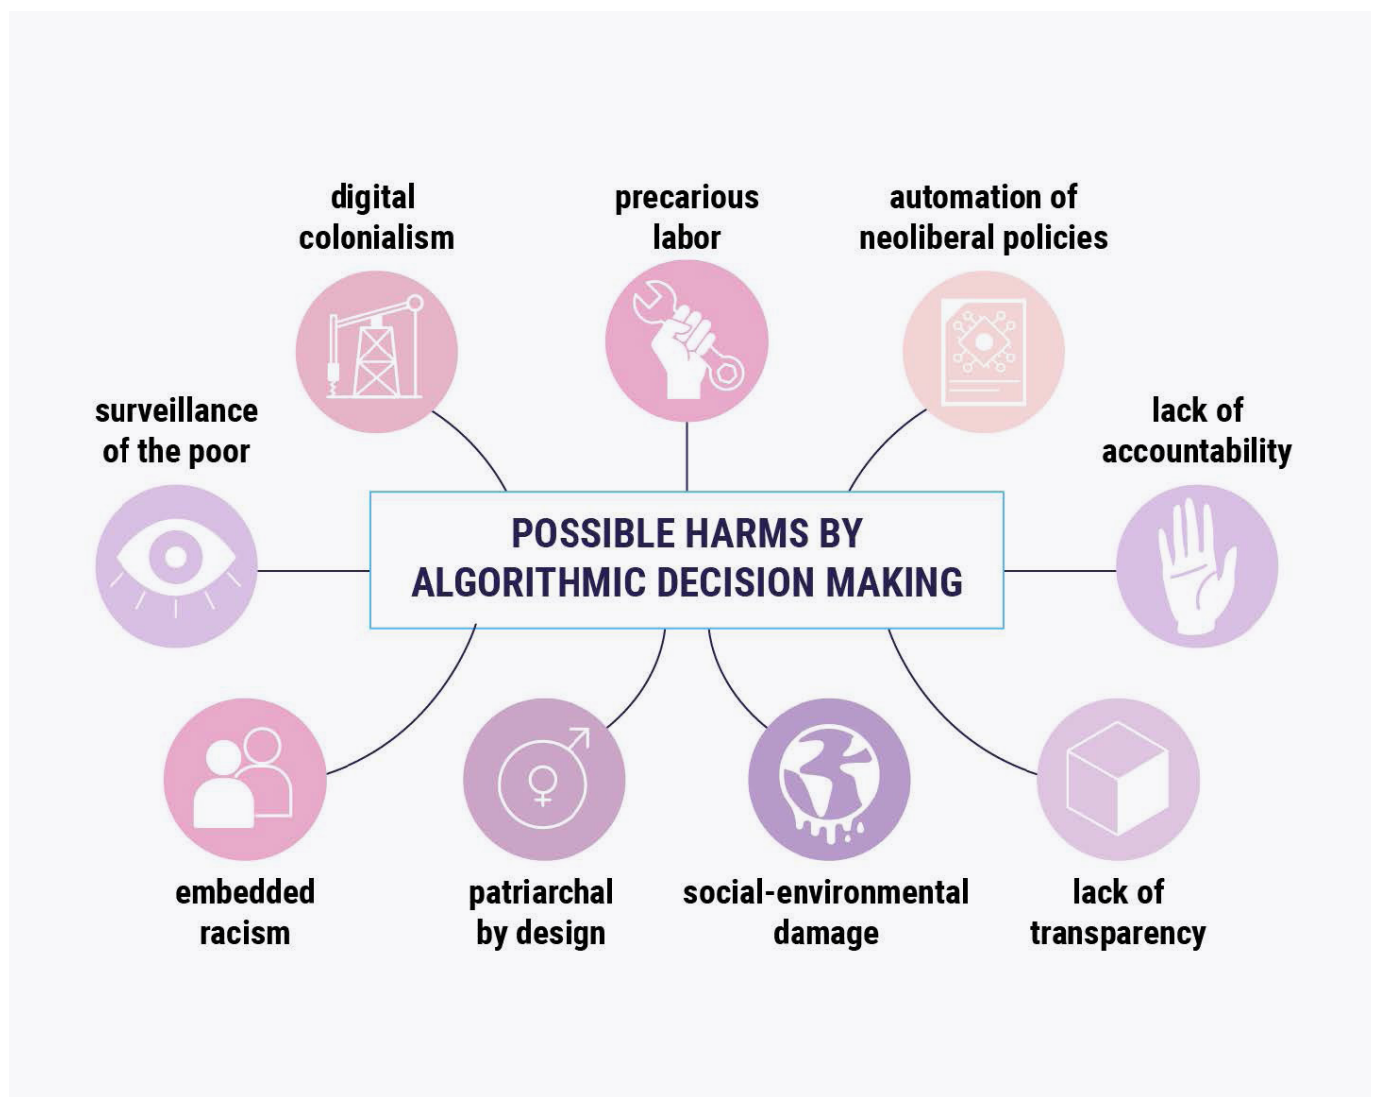 digital
colonialism
precarious
labor
automation of
neoliberal policies
surveillance
of the poor
lack of
accountability
POSSIBLE HARMS BY
ALGORITHMIC DECISION MAKING
embedded
racism
patriarchal
by design
social-environmental
damage
lack of
transparency